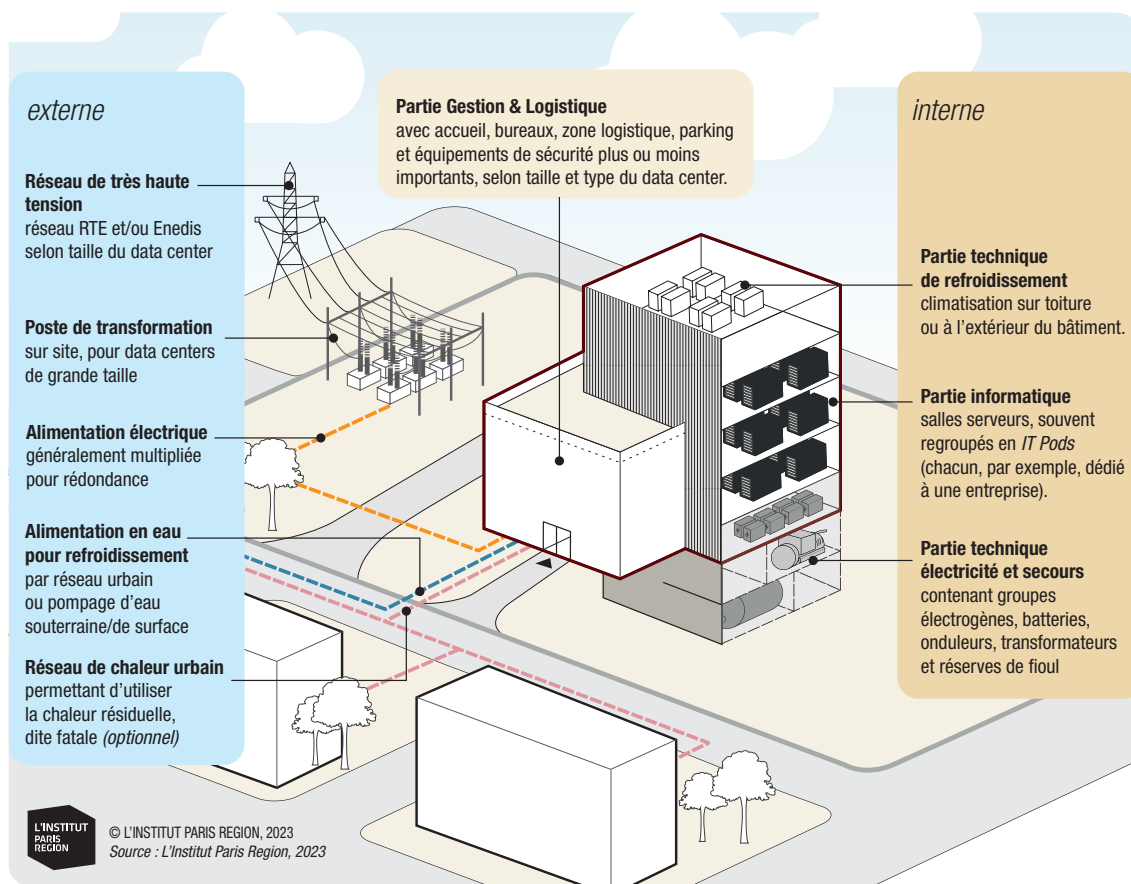 externe
Réseau de très haute
tension
réseau RTE et/ou Enedis
selon taille du data center
Poste de transformation
sur site, pour data centers
de grande taille
Alimentation électrique
généralement multipliée
pour rédondance
Alimentation en eau
pour refroidissement
par réseau urbain
ou pompage d'eau
souterraine/de surface
Réseau de chaleur urbain
permettant d'utiliser
la chaleur résiduelle,
dite fatale (optionnel)
Partie Gestion & Logistique
avec accueil, bureaux, zone logistique, parking
et équipements de sécurité plus ou moins
importants, selon taille et type du data center.
interne
Partie technique
de refroidissement
climatisation sur toiture
ou à l'extérieur du bâtiment.
Partie informatique
salles serveurs, souvent
regroupés en IT Pods
(chacun, par exemple, dédié
à une entreprise).
Partie technique
électricité et secours
contenant groupes
électrogènes, batteries,
onduleurs, transformateurs
et réserves de fioul
L'INSTITUT
PARIS
REGION
© L'INSTITUT PARIS REGION, 2023
Source : L'Institut Paris Region, 2023